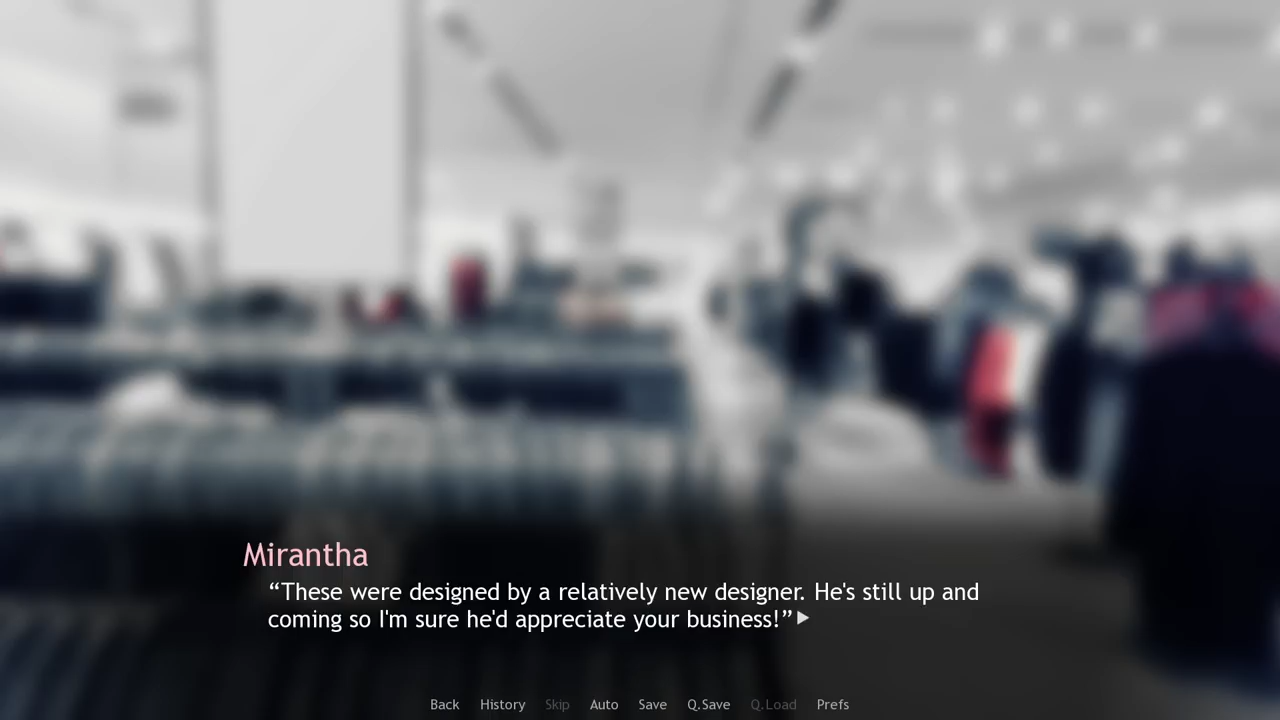 Mirantha
“These were designed by a relatively new designer. He's still up and
coming so I'm sure he'd appreciate your business!”
Back History Skip Auto Save Q.Save Q.Load Prefs